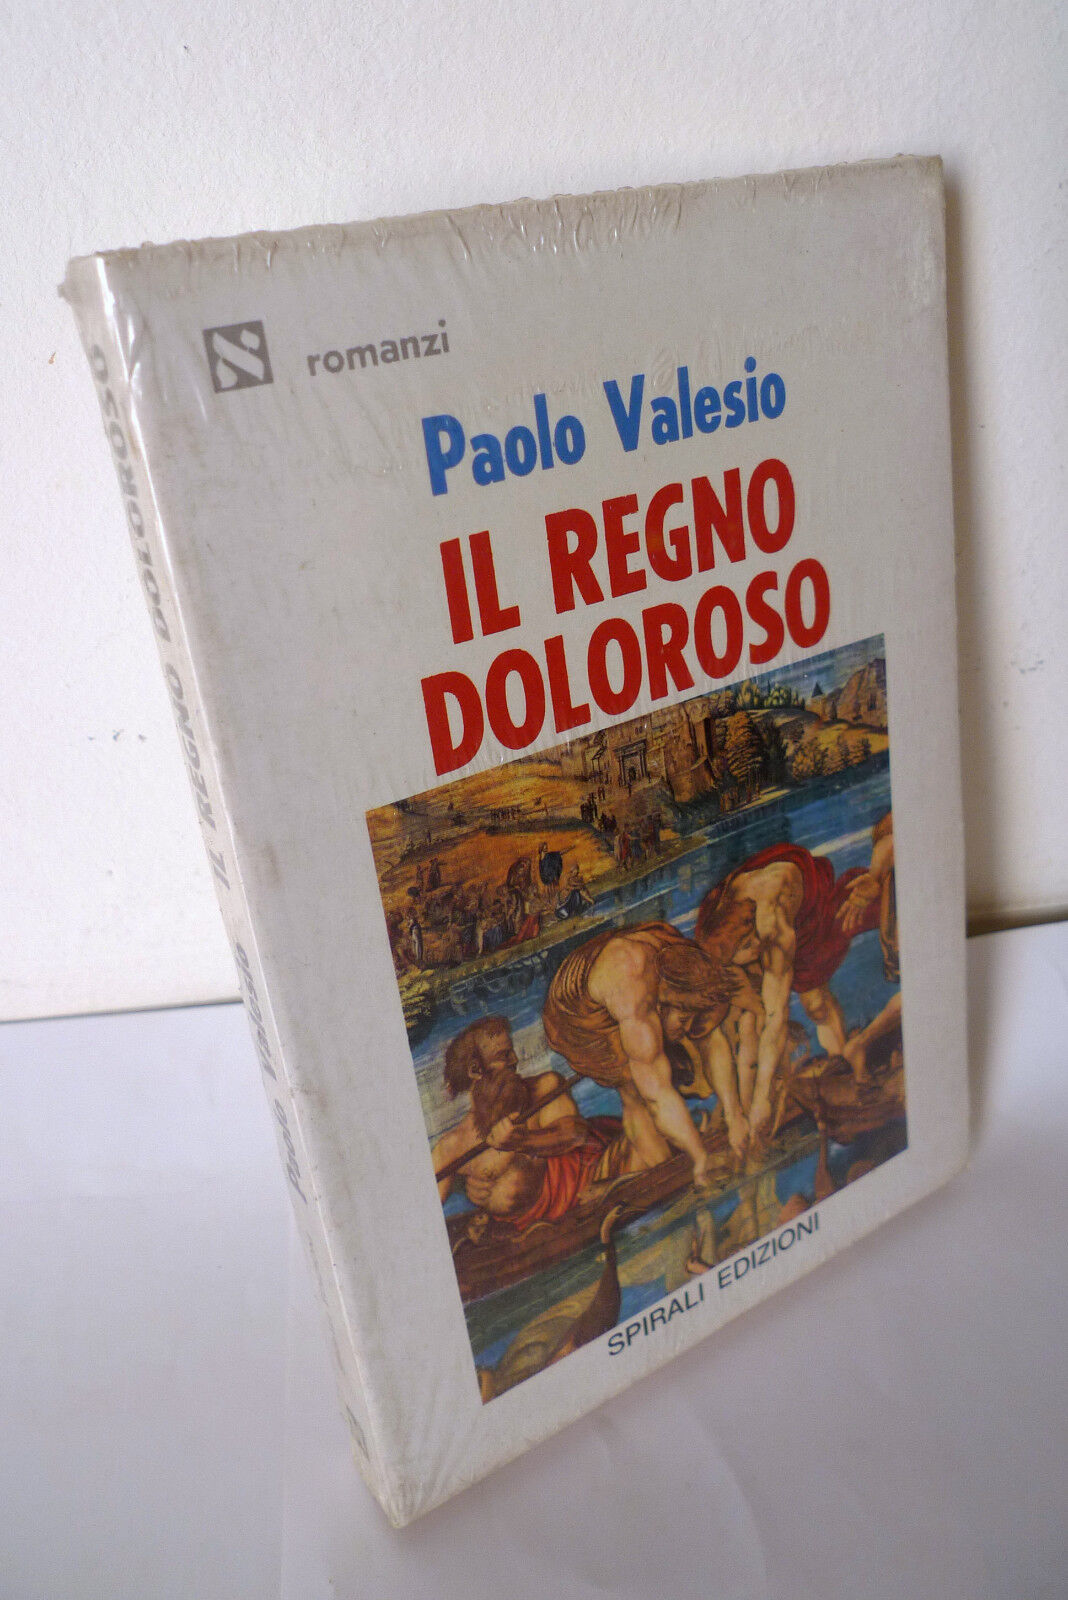 romanzi
Paolo Valesio
IL REGNO
DOLOROSO
SPIRALI EDIZIONI
Paolo Valesio IL REGNO DOLOROSO